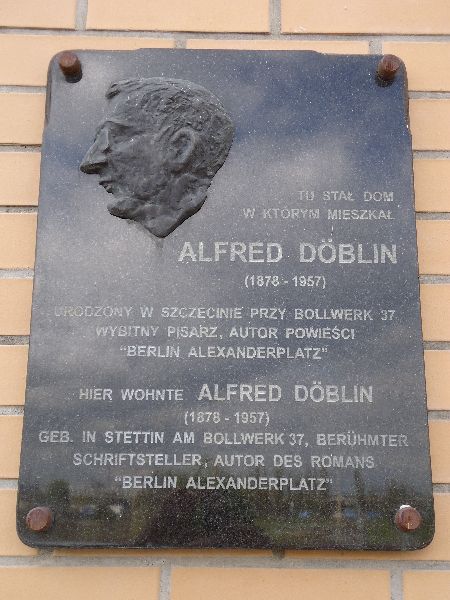 TU STAŁ DOM
W KTÓRYM MIESZKAŁ
ALFRED DÖBLIN
(1878 - 1957)
URODZONY W SZCZECINIE PRZY BOLLWERK 37
WYBITNY PISARZ, AUTOR POWIEŚCI
"BERLIN ALEXANDERPLATZ"
HIER WOHNTE ALFRED DÖBLIN
(1878 - 1957)
GEB. IN STETTIN AM BOLLWERK 37, BERÜHMTER
SCHRIFTSTELLER, AUTOR DES ROMANS
"BERLIN ALEXANDERPLATZ"